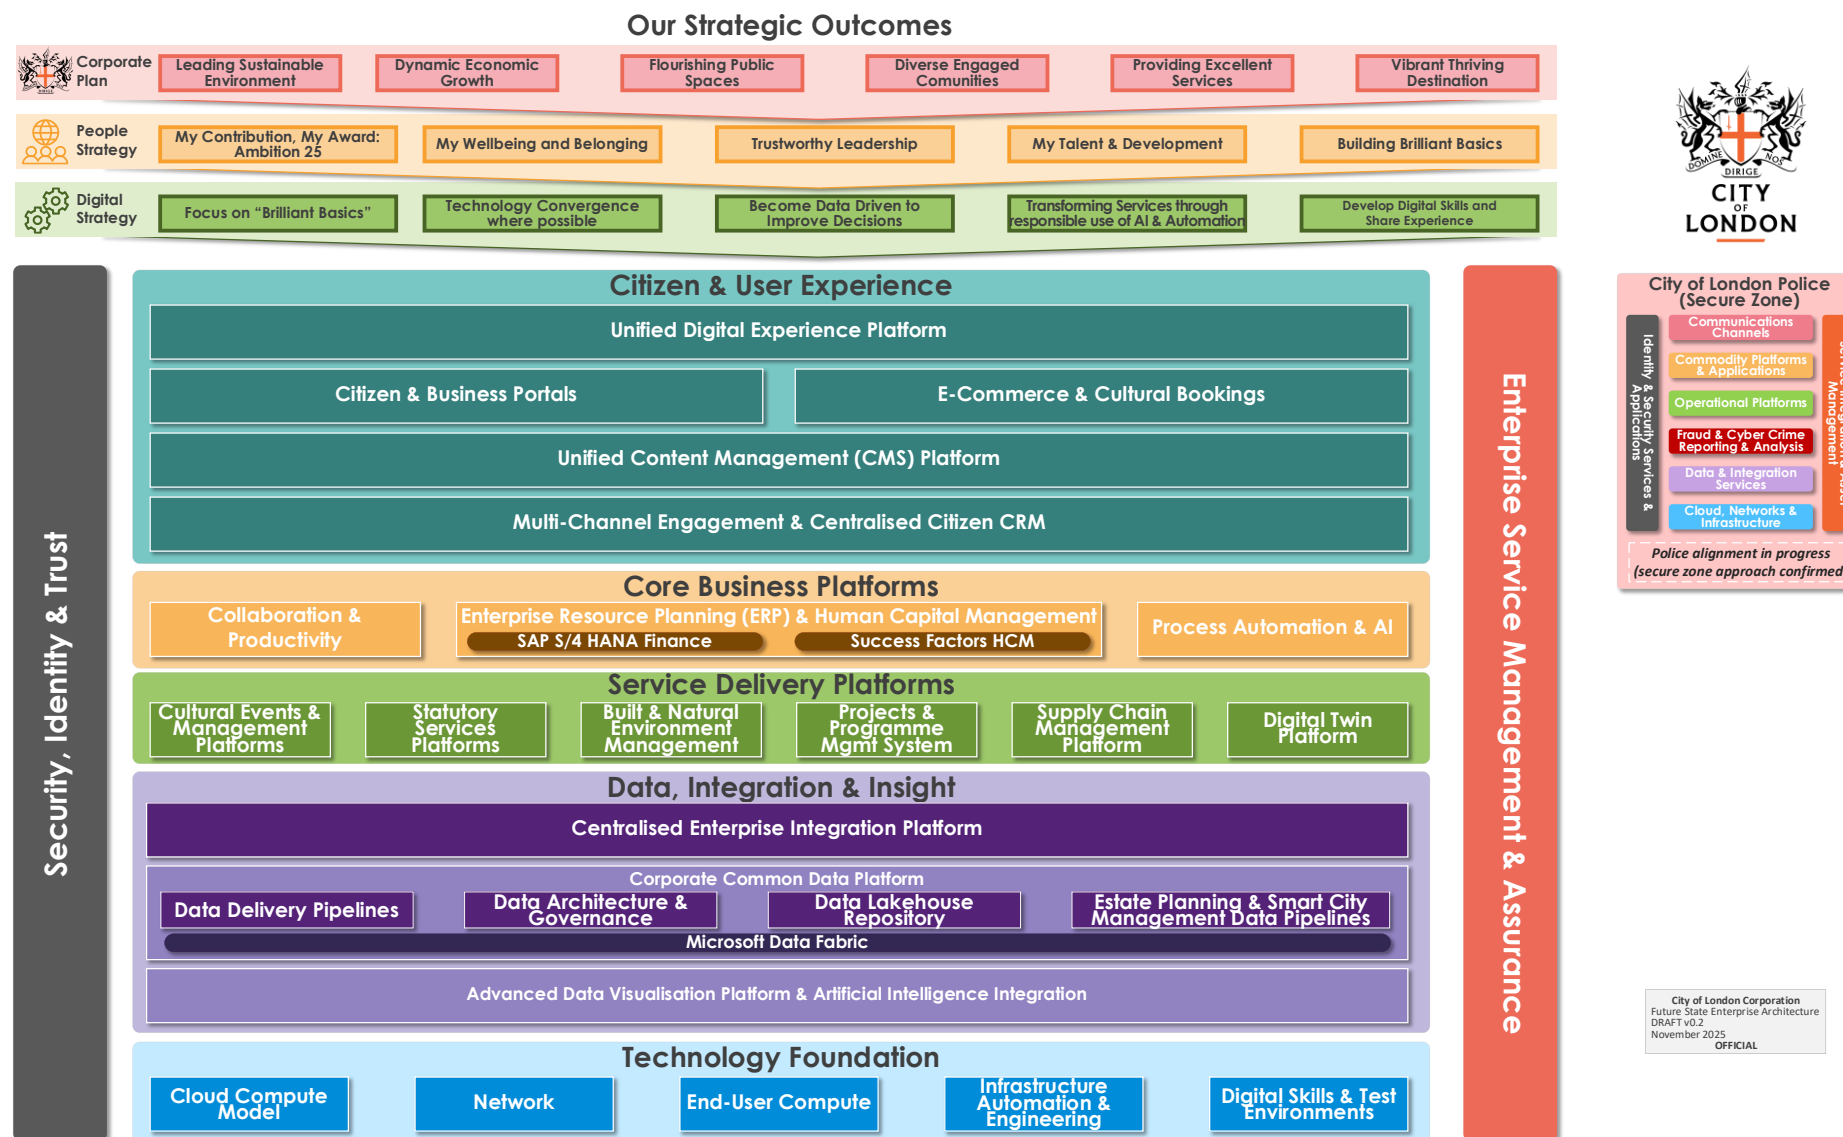 Our Strategic Outcomes
Corporate
Plan
Leading Sustainable
Environment
Dynamic Economic
Growth
Flourishing Public
Spaces
Diverse Engaged
Comunities
Providing Excellent
Services
Vibrant Thriving
Destination
DIRIGE
People
Strategy
My Contribution, My Award:
Ambition 25
My Wellbeing and Belonging
Trustworthy Leadership
My Talent & Development
Building Brilliant Basics
Digital
Strategy
Focus on “Brilliant Basics”
Technology Convergence
where possible
Become Data Driven to
Improve Decisions
Transforming Services through
responsible use of AI & Automation
Develop Digital Skills and
Share Experience
DOMINE
NOS
DIRIGE
CITY
OF
LONDON
Security, Identity & Trust
Citizen & User Experience
Unified Digital Experience Platform
Citizen & Business Portals
E-Commerce & Cultural Bookings
Unified Content Management (CMS) Platform
Multi-Channel Engagement & Centralised Citizen CRM
Core Business Platforms
Collaboration &
Productivity
Enterprise Resource Planning (ERP) & Human Capital Management
SAP S/4 HANA Finance
Success Factors HCM
Process Automation & AI
Service Delivery Platforms
Cultural Events &
Management
Platforms
Statutory
Services
Platforms
Built & Natural
Environment
Management
Projects &
Programme
Mgmt System
Supply Chain
Management
Platform
Digital Twin
Platform
Data, Integration & Insight
Centralised Enterprise Integration Platform
Corporate Common Data Platform
Data Delivery Pipelines
Data Architecture &
Governance
Data Lakehouse
Repository
Estate Planning & Smart City
Management Data Pipelines
Microsoft Data Fabric
Advanced Data Visualisation Platform & Artificial Intelligence Integration
Technology Foundation
Cloud Compute
Model
Network
End-User Compute
Infrastructure
Automation &
Engineering
Digital Skills & Test
Environments
Enterprise Service Management & Assurance
City of London Police
(Secure Zone)
Identity & Security Services &
Applications
Communications
Channels
Commodity Platforms
& Applications
Operational Platforms
Fraud & Cyber Crime
Reporting & Analysis
Data & Integration
Services
Cloud, Networks &
Infrastructure
Management
Police alignment in progress
(secure zone approach confirmed
City of London Corporation
Future State Enterprise Architecture
DRAFT v0.2
November 2025
OFFICIAL